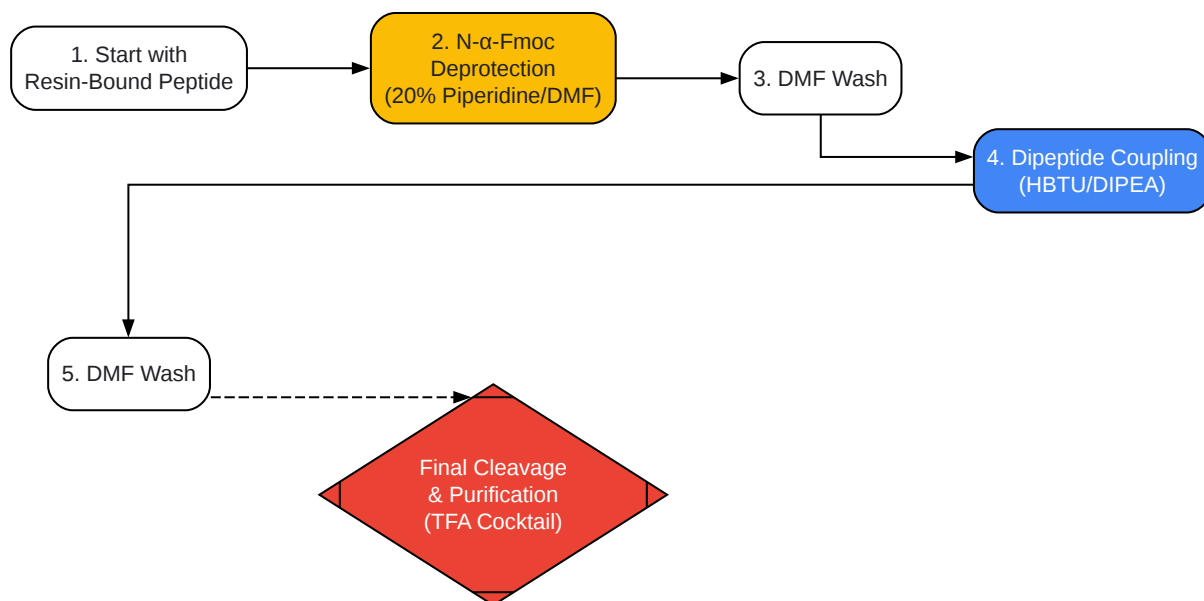 1. Start with
Resin-Bound Peptide
2. N-α-Fmoc
Deprotection
(20% Piperidine/DMF)
3. DMF Wash
4. Dipeptide Coupling
(HBTU/DIPEA)
5. DMF Wash
Final Cleavage
& Purification
(TFA Cocktail)